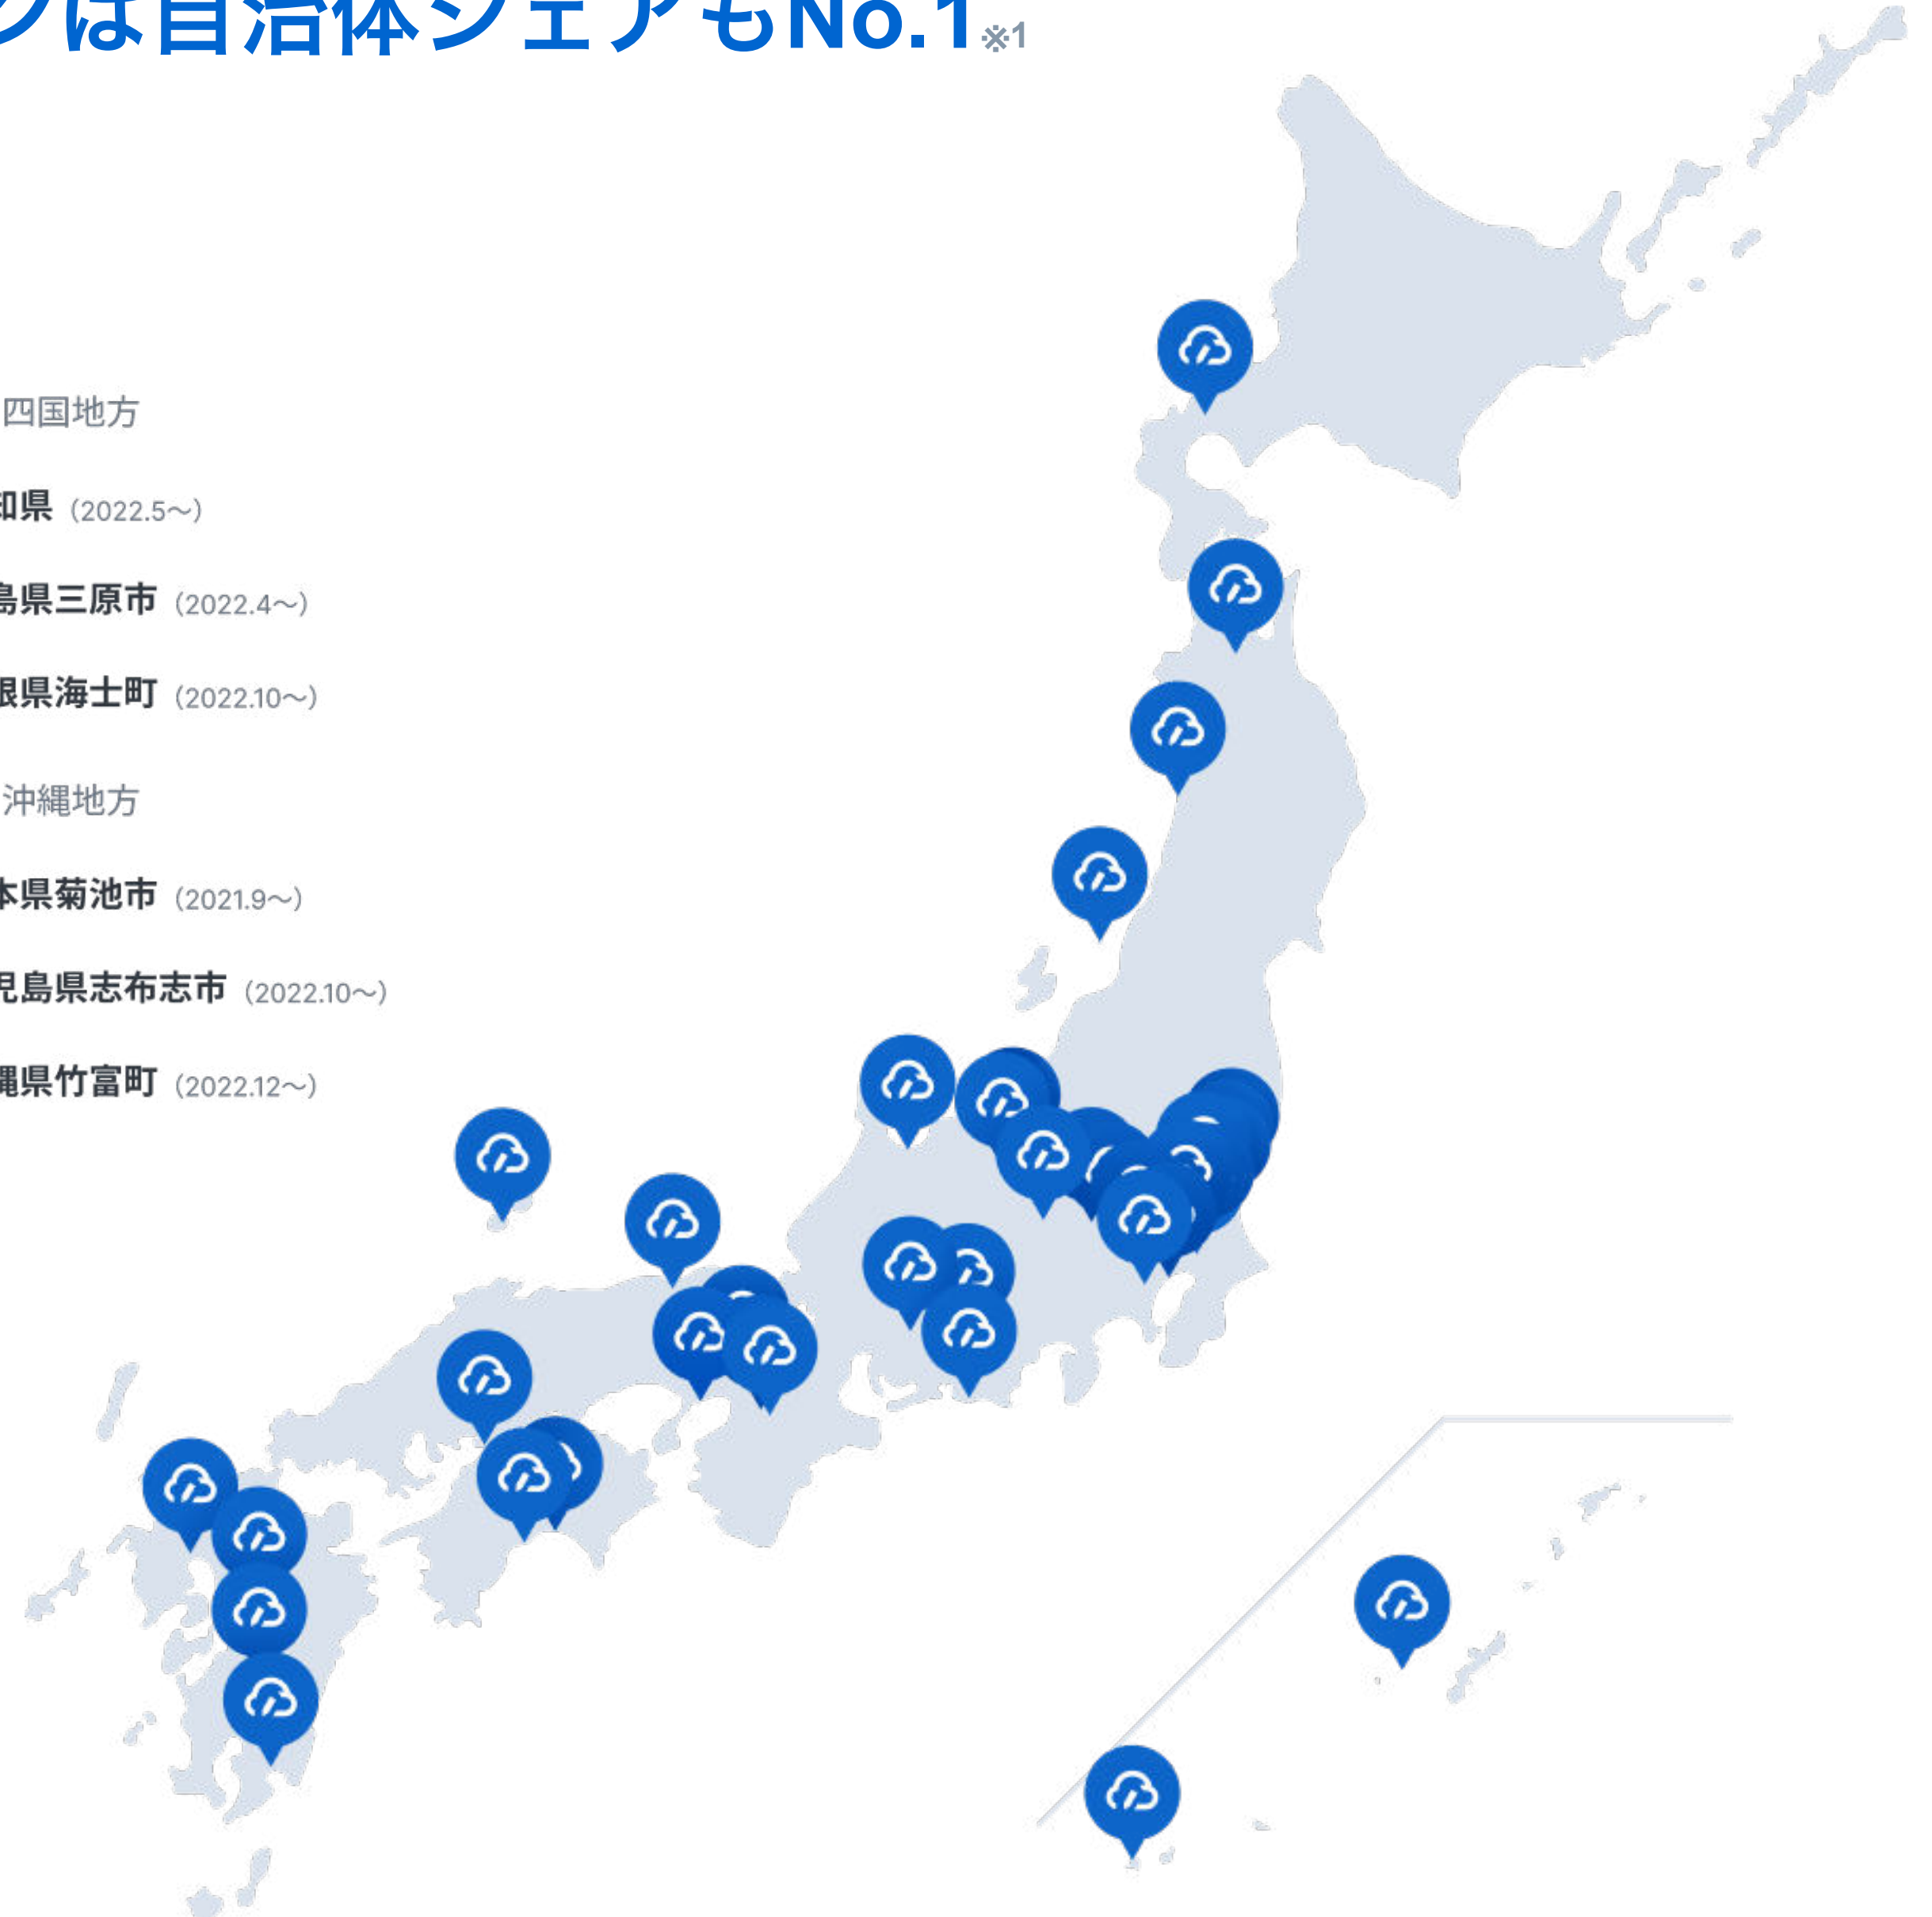 グは自治体シェアもNo.1※1
四国地方
知県（2022.5〜）
島県三原市（2022.4〜）
根県海士町（2022.10〜）
沖縄地方
本県菊池市（2021.9〜）
児島県志布志市（2022.10〜）
縄県竹富町（2022.12〜）